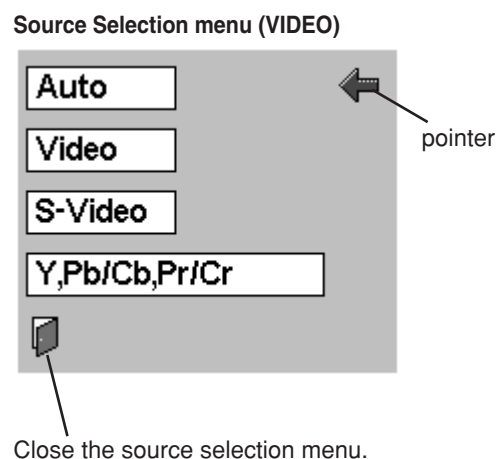 Source Selection menu (VIDEO)
Auto
pointer
Video
S-Video
Y,Pb/Cb,Pr/Cr
Close the source selection menu.